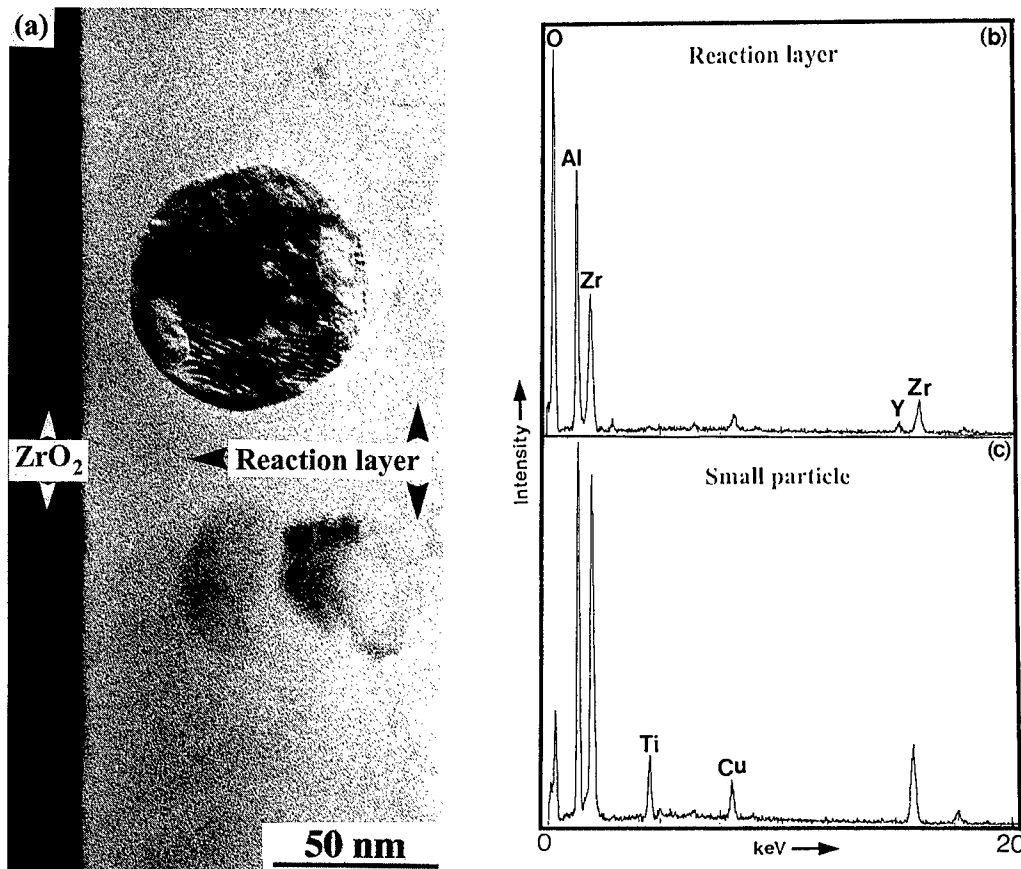 (a)
ZrO₂
Reaction layer
50 nm
(b)
Reaction layer
O
Al
Zr
Y
Zr
Intensity
(c)
Small particle
Ti
Cu
0
keV
20